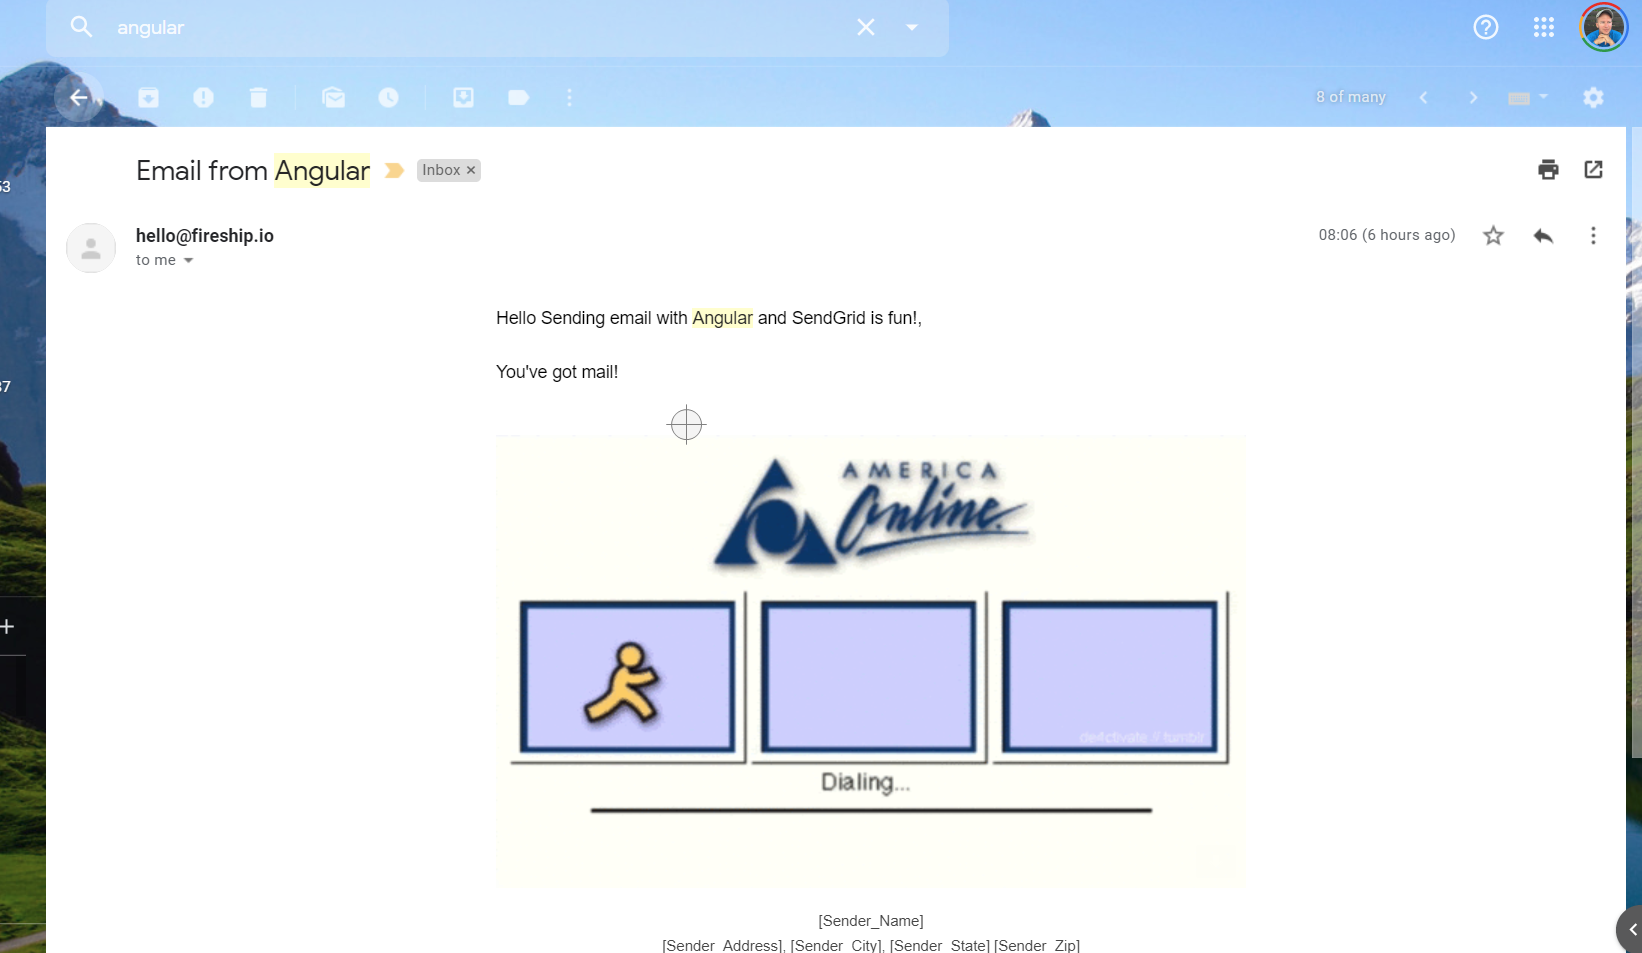 angular
8 of many
Email from Angular
Inbox ×
53
hello@fireship.io
08:06 (6 hours ago)
to me
Hello Sending email with Angular and SendGrid is fun!,
You've got mail!
37
AMERICA
Online.
Dialing...
[Sender_Name]
[Sender_Address], [Sender_City], [Sender_State] [Sender_Zip]